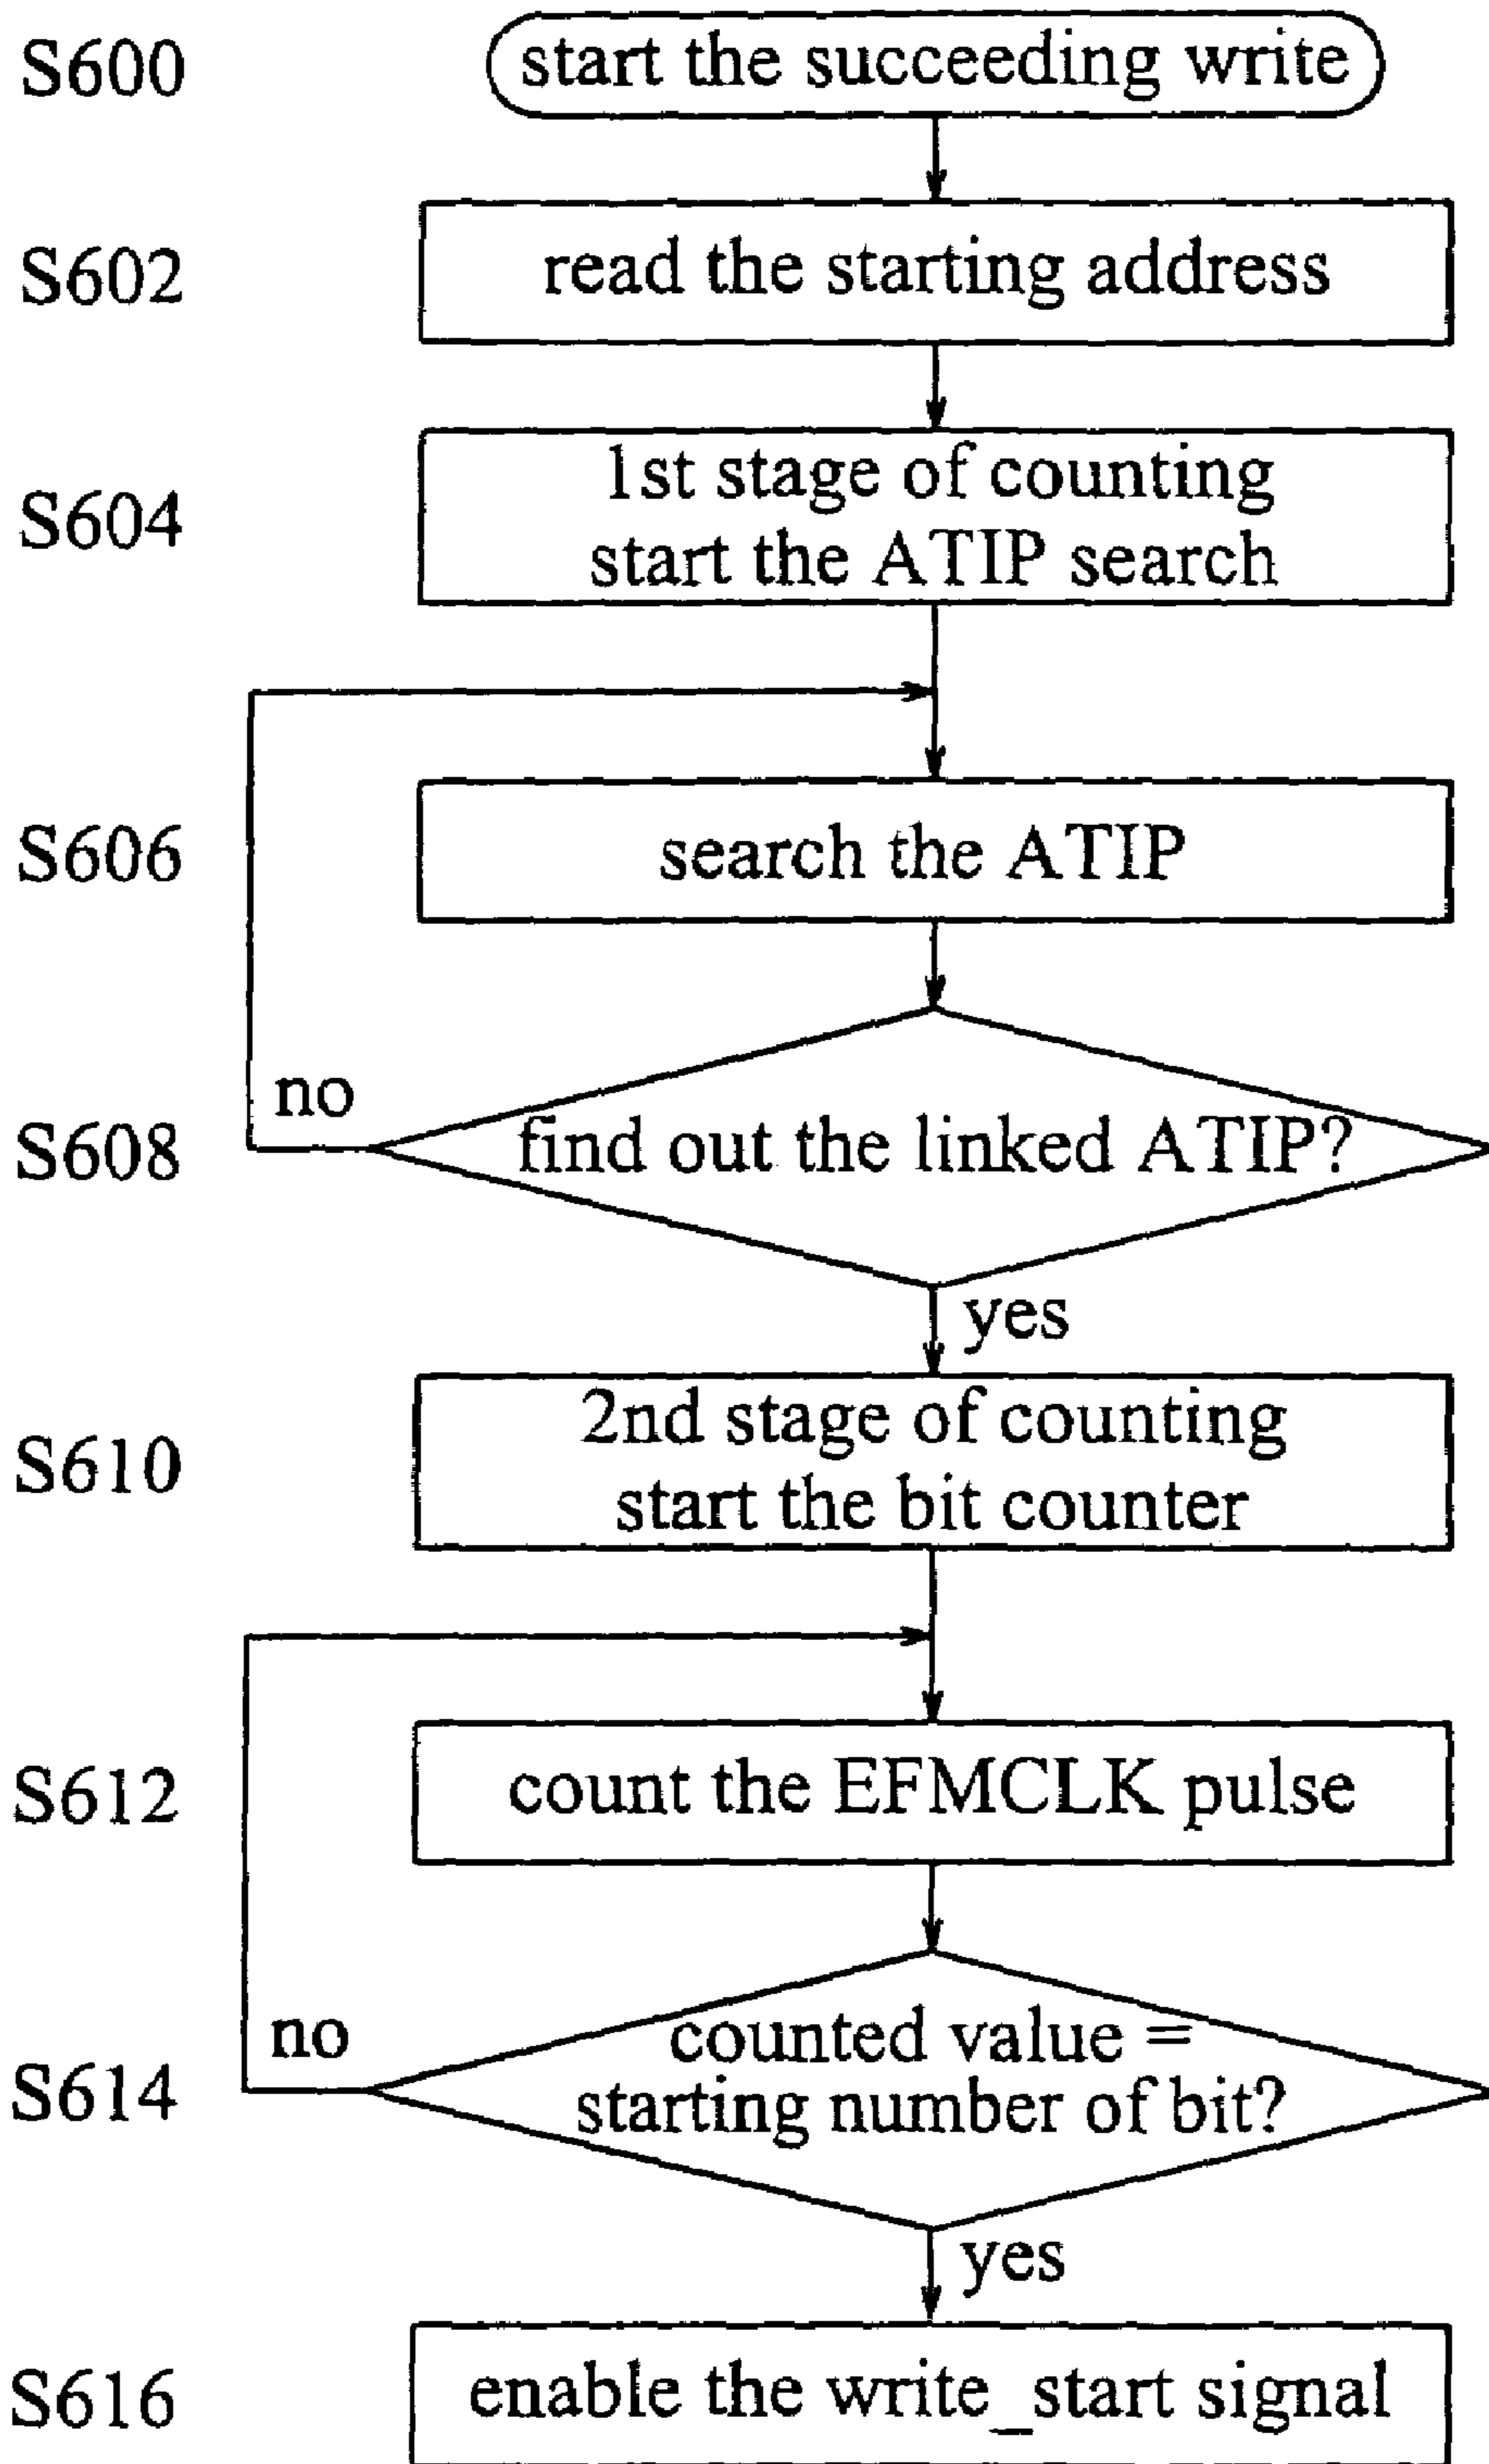 S600
start the succeeding write
S602
read the starting address
S604
1st stage of counting
start the ATIP search
S606
search the ATIP
no
S608
find out the linked ATIP?
yes
S610
2nd stage of counting
start the bit counter
S612
count the EFMCLK pulse
no
S614
counted value =
starting number of bit?
yes
S616
enable the write_start signal